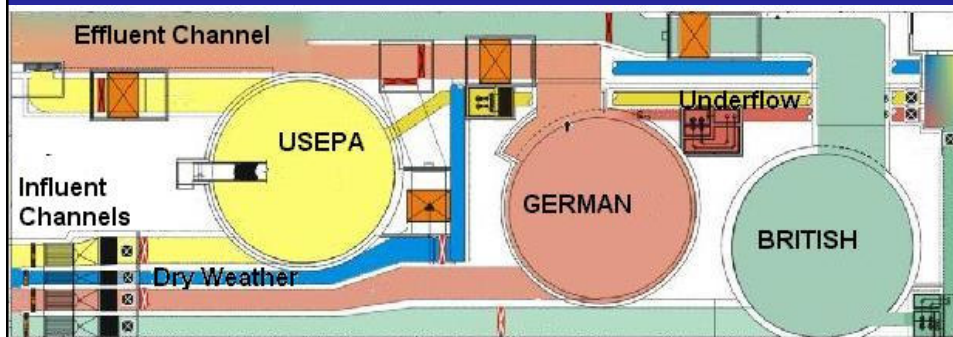 Effluent Channel
USEPA
Underflow
Influent
Channels
GERMAN
BRITISH
Dry Weather